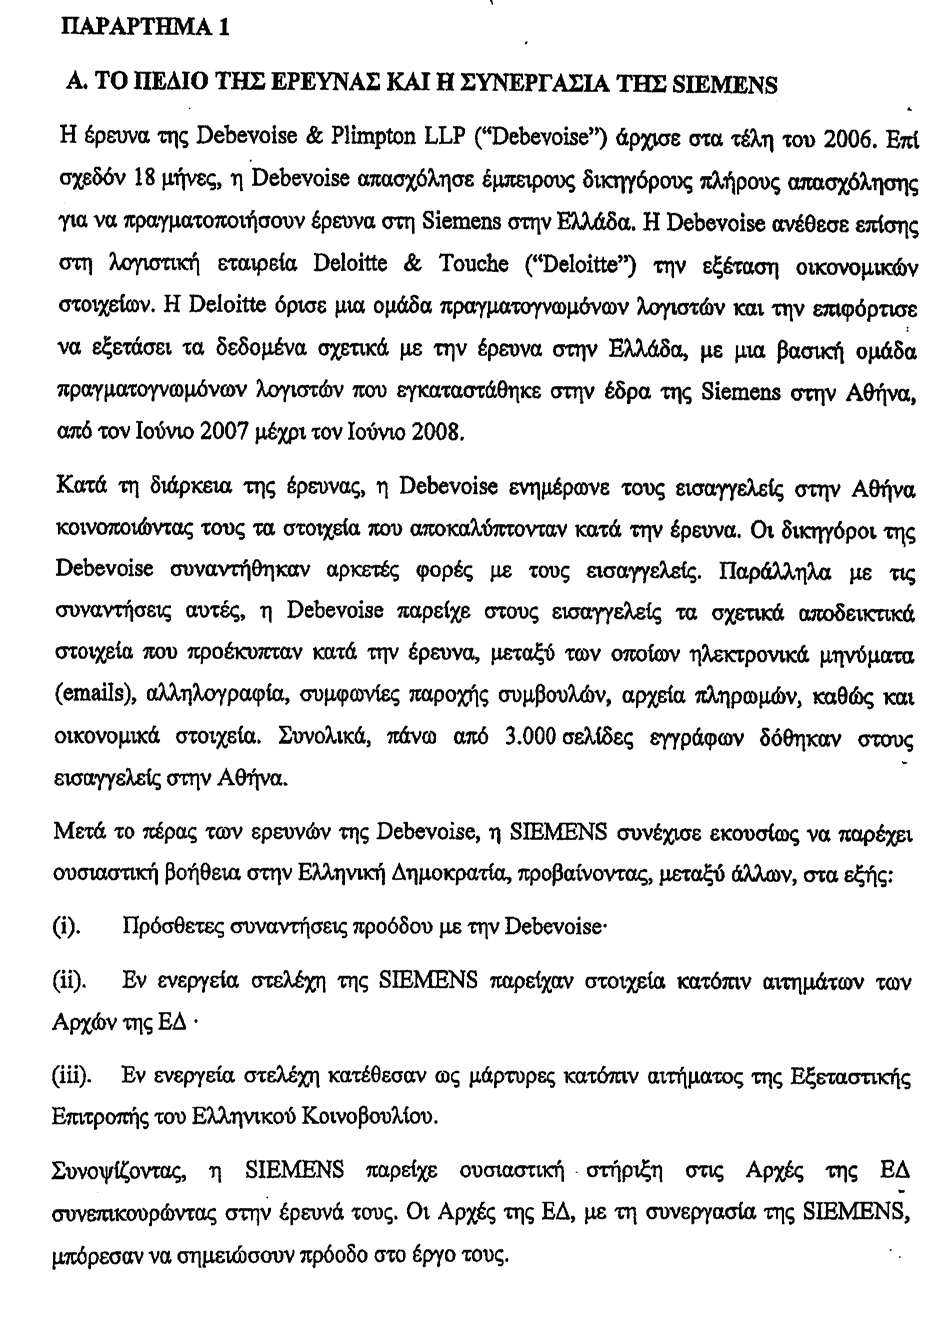 ΠΑΡΑΡΤΗΜΑ 1
Α. ΤΟ ΠΕΔΙΟ ΤΗΣ ΕΡΕΥΝΑΣ ΚΑΙ Η ΣΥΝΕΡΓΑΣΙΑ ΤΗΣ SIEMENS
Η έρευνα της Debevoise & Plimpton LLP (“Debevoise”) άρχισε στα τέλη του 2006. Επί
σχεδόν 18 μήνες, η Debevoise απασχόλησε έμπειρους δικηγόρους πλήρους απασχόλησης
για να πραγματοποιήσουν έρευνα στη Siemens στην Ελλάδα. Η Debevoise ανέθεσε επίσης
στη λογιστική εταιρεία Deloitte & Touche (“Deloitte”) την εξέταση οικονομικών
στοιχείων. Η Deloitte όρισε μια ομάδα πραγματογνωμόνων λογιστών και την επιφόρτισε
να εξετάσει τα δεδομένα σχετικά με την έρευνα στην Ελλάδα, με μια βασική ομάδα
πραγματογνωμόνων λογιστών που εγκαταστάθηκε στην έδρα της Siemens στην Αθήνα,
από τον Ιούνιο 2007 μέχρι τον Ιούνιο 2008.
Κατά τη διάρκεια της έρευνας, η Debevoise ενημέρωνε τους εισαγγελείς στην Αθήνα
κοινοποιώντας τους τα στοιχεία που αποκαλύπτονταν κατά την έρευνα. Οι δικηγόροι της
Debevoise συναντήθηκαν αρκετές φορές με τους εισαγγελείς. Παράλληλα με τις
συναντήσεις αυτές, η Debevoise παρείχε στους εισαγγελείς τα σχετικά αποδεικτικά
στοιχεία που προέκυπταν κατά την έρευνα, μεταξύ των οποίων ηλεκτρονικά μηνύματα
(emails), αλληλογραφία, συμφωνίες παροχής συμβουλών, αρχεία πληρωμών, καθώς και
οικονομικά στοιχεία. Συνολικά, πάνω από 3.000 σελίδες εγγράφων δόθηκαν στους
εισαγγελείς στην Αθήνα.
Μετά το πέρας των ερευνών της Debevoise, η SIEMENS συνέχισε εκουσίως να παρέχει
ουσιαστική βοήθεια στην Ελληνική Δημοκρατία, προβαίνοντας, μεταξύ άλλων, στα εξής:
(i). Πρόσθετες συναντήσεις προόδου με την Debevoise·
(ii). Εν ενεργεία στελέχη της SIEMENS παρείχαν στοιχεία κατόπιν αιτημάτων των
Αρχών της ΕΔ ·
(iii). Εν ενεργεία στελέχη κατέθεσαν ως μάρτυρες κατόπιν αιτήματος της Εξεταστικής
Επιτροπής του Ελληνικού Κοινοβουλίου.
Συνοψίζοντας, η SIEMENS παρείχε ουσιαστική στήριξη στις Αρχές της ΕΔ
συνεπικουρώντας στην έρευνά τους. Οι Αρχές της ΕΔ, με τη συνεργασία της SIEMENS,
μπόρεσαν να σημειώσουν πρόοδο στο έργο τους.